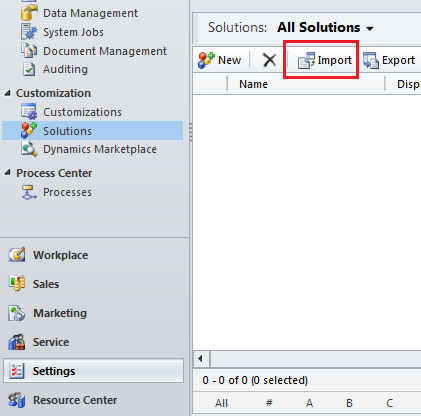 Data Management
System Jobs
Document Management
Auditing
Customization
Customizations
Solutions
Dynamics Marketplace
Process Center
Processes
Workplace
Sales
Marketing
Service
Settings
Resource Center
Solutions: All Solutions
New Import Export
Name Disp
0 - 0 of 0 (0 selected)
All # A B C